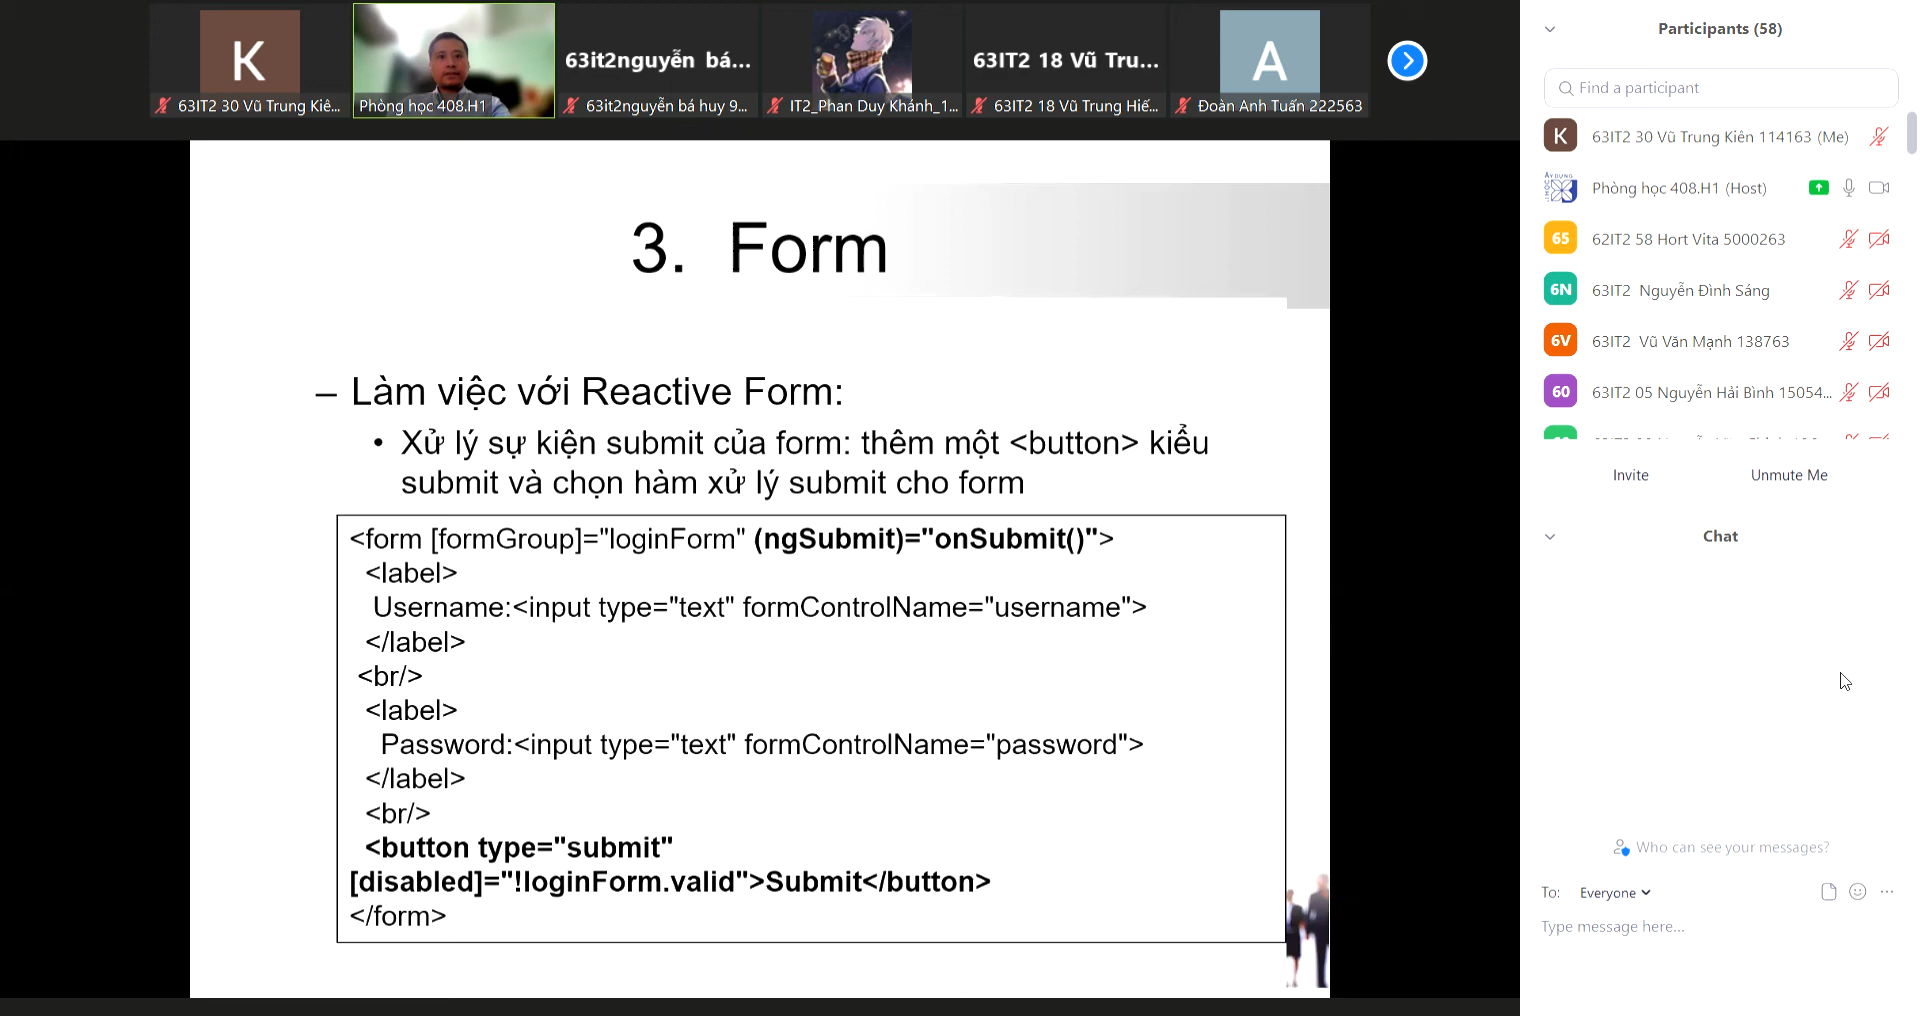 K
63IT2 30 Vũ Trung Kiê...
Phòng học 408.H1
63it2nguyễn bá...
63it2nguyễn bá huy 9...
IT2_Phan Duy Khánh_1...
63IT2 18 Vũ Tru...
63IT2 18 Vũ Trung Hiế...
A
Đoàn Anh Tuấn 222563
3. Form
– Làm việc với Reactive Form:
• Xử lý sự kiện submit của form: thêm một <button> kiểu
submit và chọn hàm xử lý submit cho form
<form [formGroup]="loginForm" (ngSubmit)="onSubmit()">
<label>
Username:<input type="text" formControlName="username">
</label>
<br/>
<label>
Password:<input type="text" formControlName="password">
</label>
<br/>
<button type="submit"
[disabled]="!loginForm.valid">Submit</button>
</form>
Participants (58)
Find a participant
K 63IT2 30 Vũ Trung Kiên 114163 (Me)
Phòng học 408.H1 (Host)
65 62IT2 58 Hort Vita 5000263
6N 63IT2 Nguyễn Đình Sáng
6V 63IT2 Vũ Văn Mạnh 138763
60 63IT2 05 Nguyễn Hải Bình 15054...
Invite Unmute Me
Chat
Who can see your messages?
To: Everyone
Type message here...